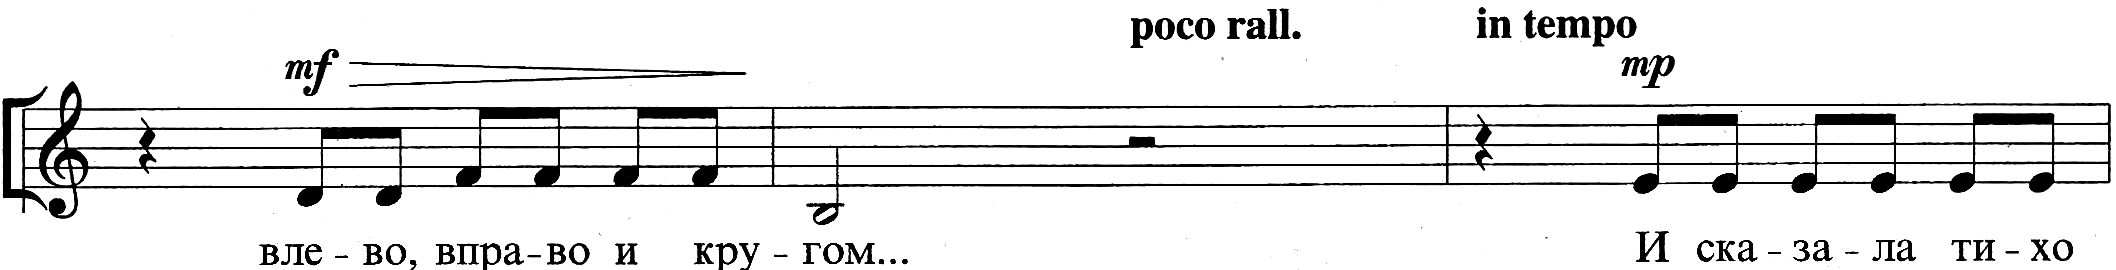 poco rall. in tempo
mf mp
вле - во, впра - во и кру - гом... И ска - за - ла ти - хо